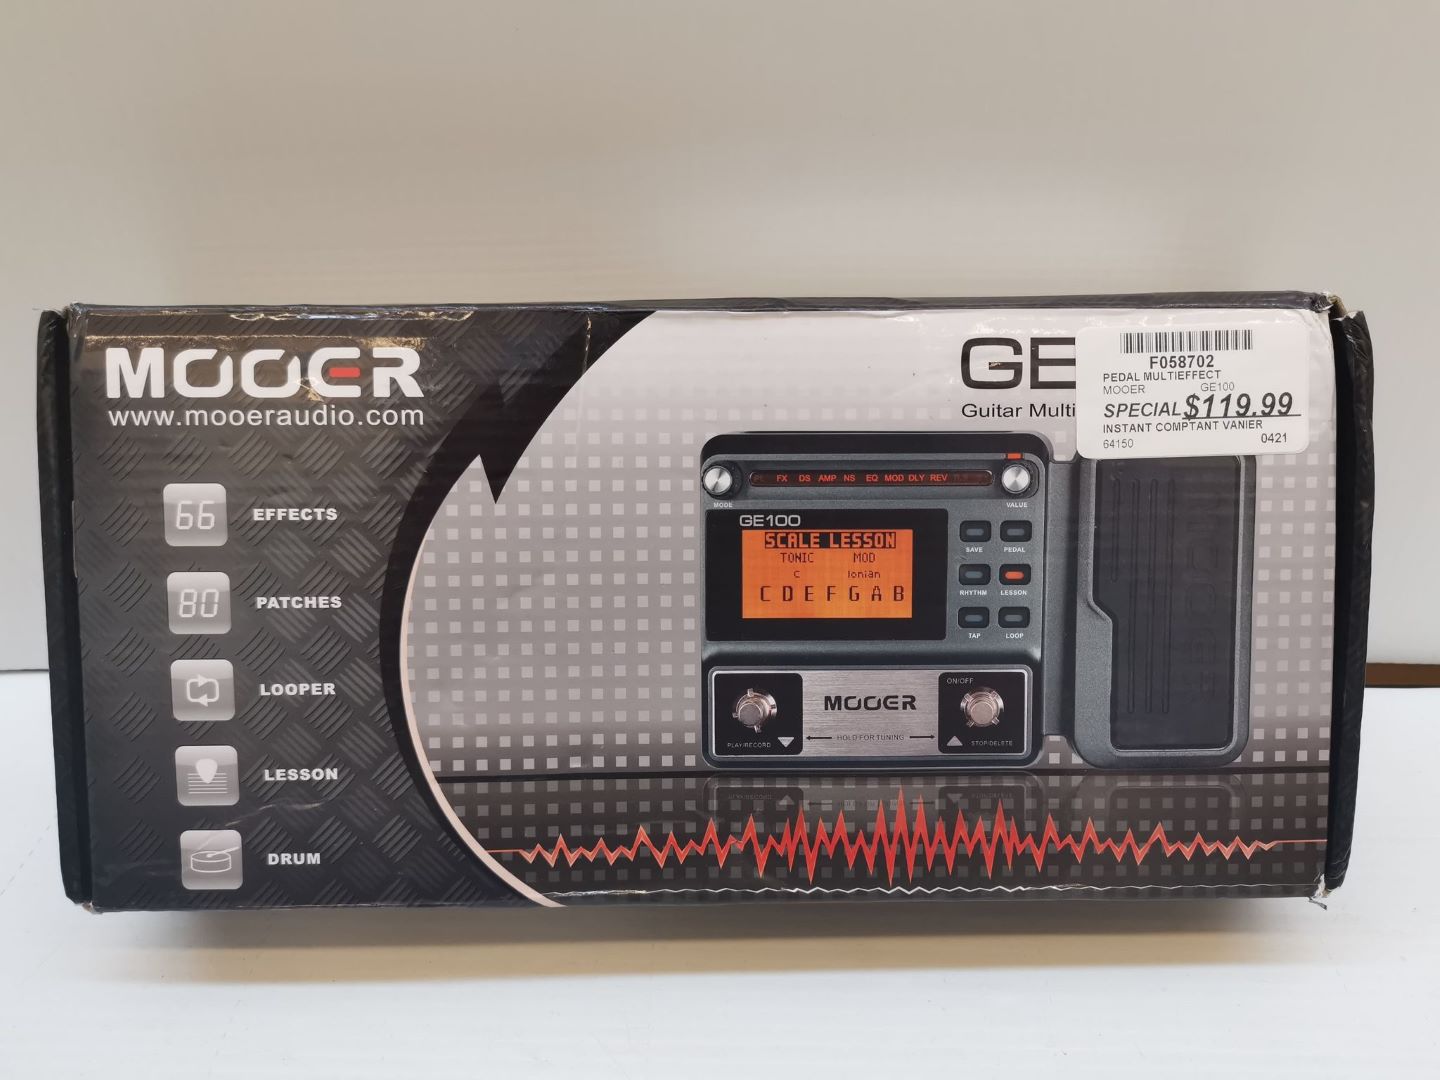 MOOER
www.mooeraudio.com
66 EFFECTS
80 PATCHES
LOOPER
LESSON
DRUM
GE
Guitar Multi
F058702
PEDAL MULTIEFFECT
MOOER GE100
SPECIAL $119.99
INSTANT COMPTANT VANIER
64150 0421
FX DS AMP NS EQ MOD DLY REV
MODE VALUE
GE100
SCALE LESSON
TONIC MOD
C Ionian
C D E F G A B
SAVE PEDAL
RHYTHM LESSON
TAP LOOP
MOOER
ON/OFF
PLAY/RECORD HOLD FOR TUNING STOP/DELETE